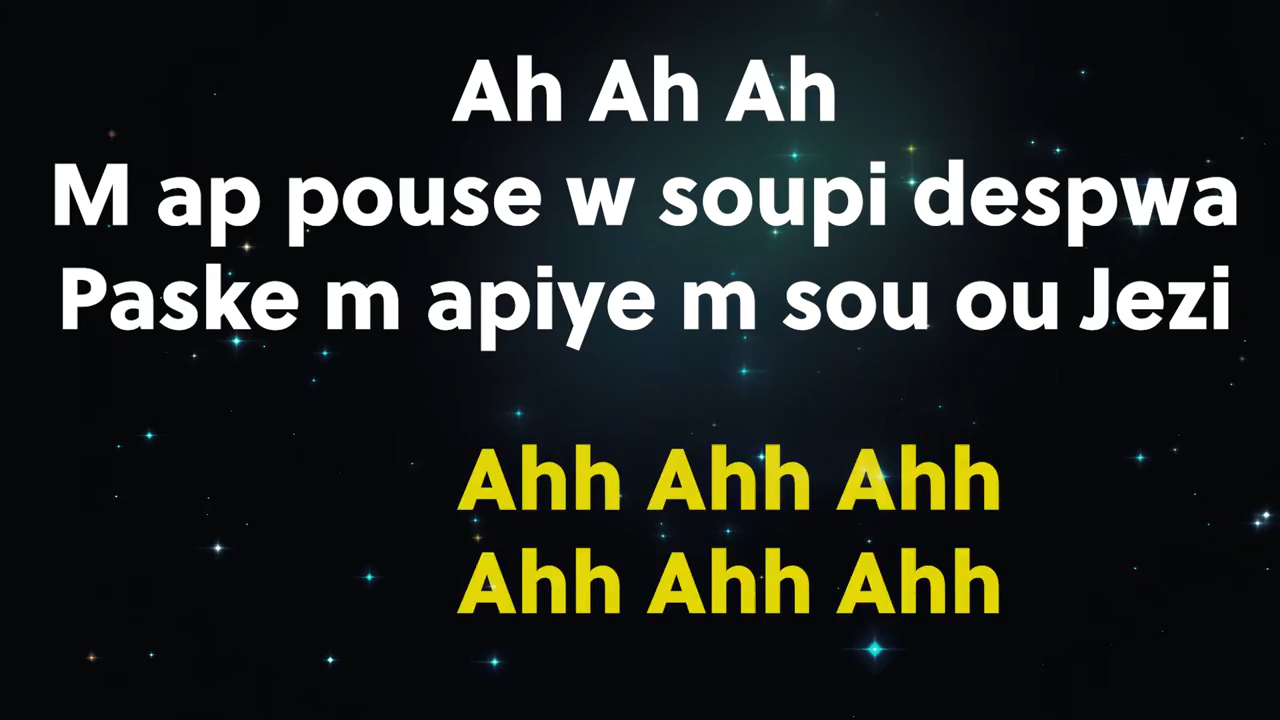 Ah Ah Ah
M ap pouse w soupi despwa
Paske m apiye m sou ou Jezi
Ahh Ahh Ahh
Ahh Ahh Ahh